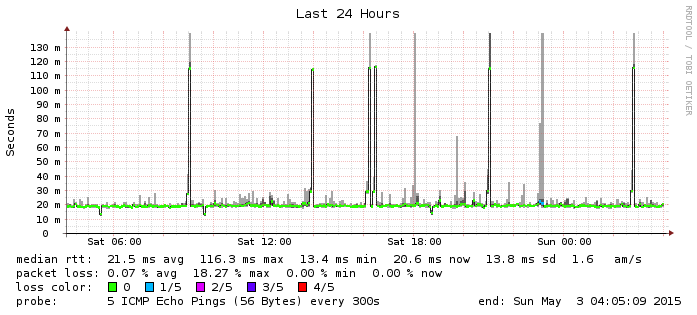 Last 24 Hours
RRDTOOL / TOBI OETIKER
Seconds
130 m
120 m
110 m
100 m
90 m
80 m
70 m
60 m
50 m
40 m
30 m
20 m
10 m
0
Sat 06:00 Sat 12:00 Sat 18:00 Sun 00:00
median rtt: 21.5 ms avg 116.3 ms max 13.4 ms min 20.6 ms now 13.8 ms sd 1.6 am/s
packet loss: 0.07 % avg 18.27 % max 0.00 % min 0.00 % now
loss color: 0 1/5 2/5 3/5 4/5
probe: 5 ICMP Echo Pings (56 Bytes) every 300s end: Sun May 3 04:05:09 2015